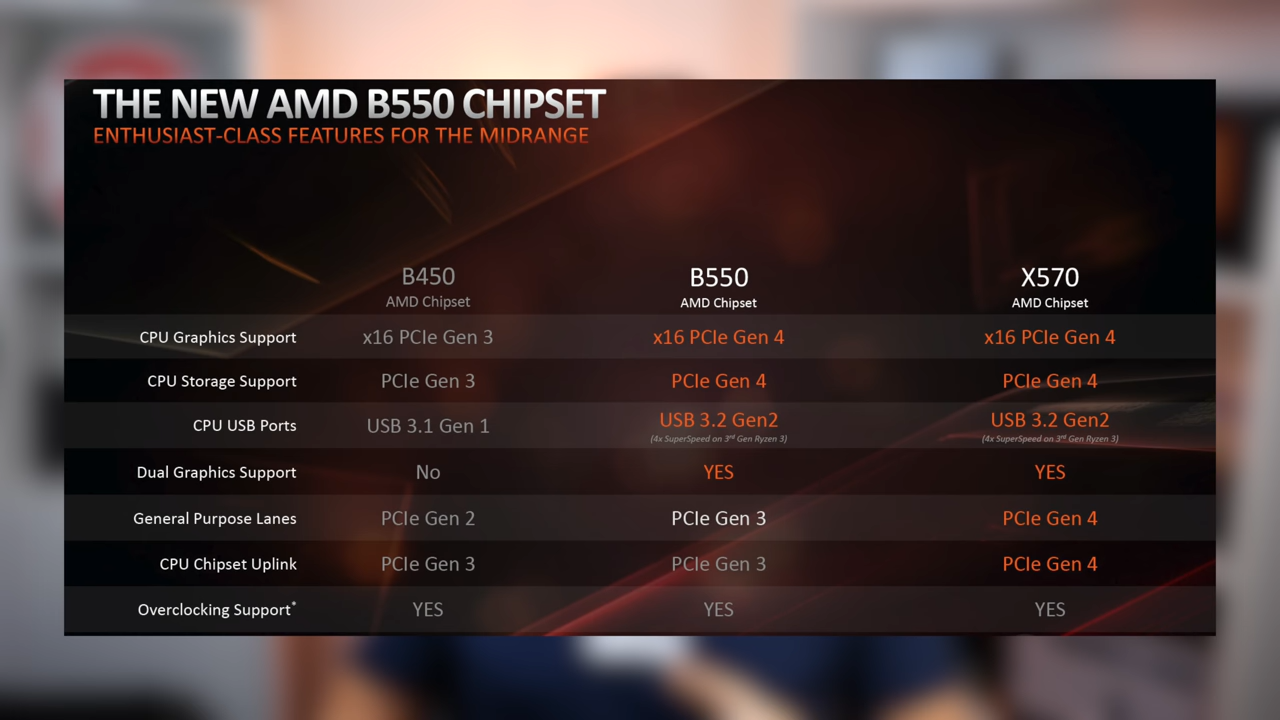 THE NEW AMD B550 CHIPSET
ENTHUSIAST-CLASS FEATURES FOR THE MIDRANGE
B450 B550 X570
AMD Chipset AMD Chipset AMD Chipset
CPU Graphics Support x16 PCIe Gen 3 x16 PCIe Gen 4 x16 PCIe Gen 4
CPU Storage Support PCIe Gen 3 PCIe Gen 4 PCIe Gen 4
CPU USB Ports USB 3.1 Gen 1 USB 3.2 Gen2 USB 3.2 Gen2
(4x SuperSpeed on 3rd Gen Ryzen 3) (4x SuperSpeed on 3rd Gen Ryzen 3)
Dual Graphics Support No YES YES
General Purpose Lanes PCIe Gen 2 PCIe Gen 3 PCIe Gen 4
CPU Chipset Uplink PCIe Gen 3 PCIe Gen 3 PCIe Gen 4
Overclocking Support* YES YES YES